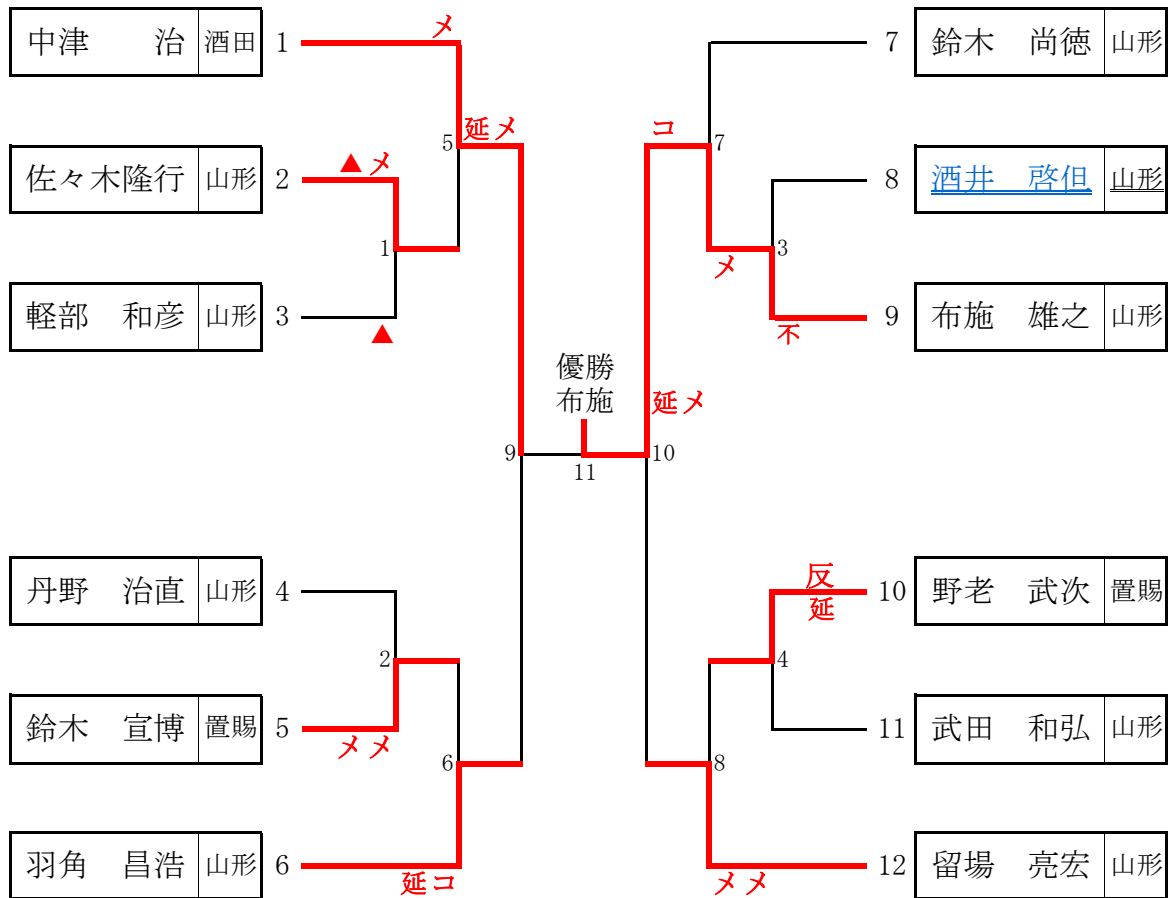 中津　　治 酒田 1
メ
5
延メ
佐々木隆行 山形 2
▲メ
1
軽部　和彦 山形 3
▲
7 鈴木　尚徳 山形
コ
7
8 酒井　啓但 山形
3
メ
9 布施　雄之 山形
不
優勝
布施
延メ
9
11
10
丹野　治直 山形 4
2
鈴木　宣博 置賜 5
メメ
6
羽角　昌浩 山形 6
延コ
反
延
10 野老　武次 置賜
4
11 武田　和弘 山形
8
12 留場　亮宏 山形
メメ